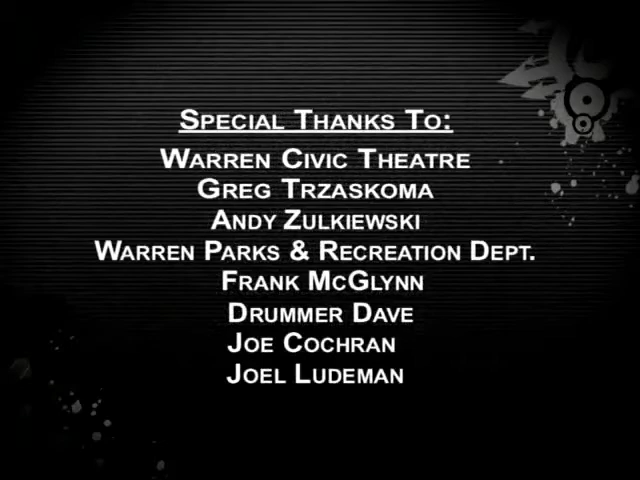 Special Thanks To:
Warren Civic Theatre
Greg Trzaskoma
Andy Zulkiewski
Warren Parks & Recreation Dept.
Frank McGlynn
Drummer Dave
Joe Cochran
Joel Ludeman